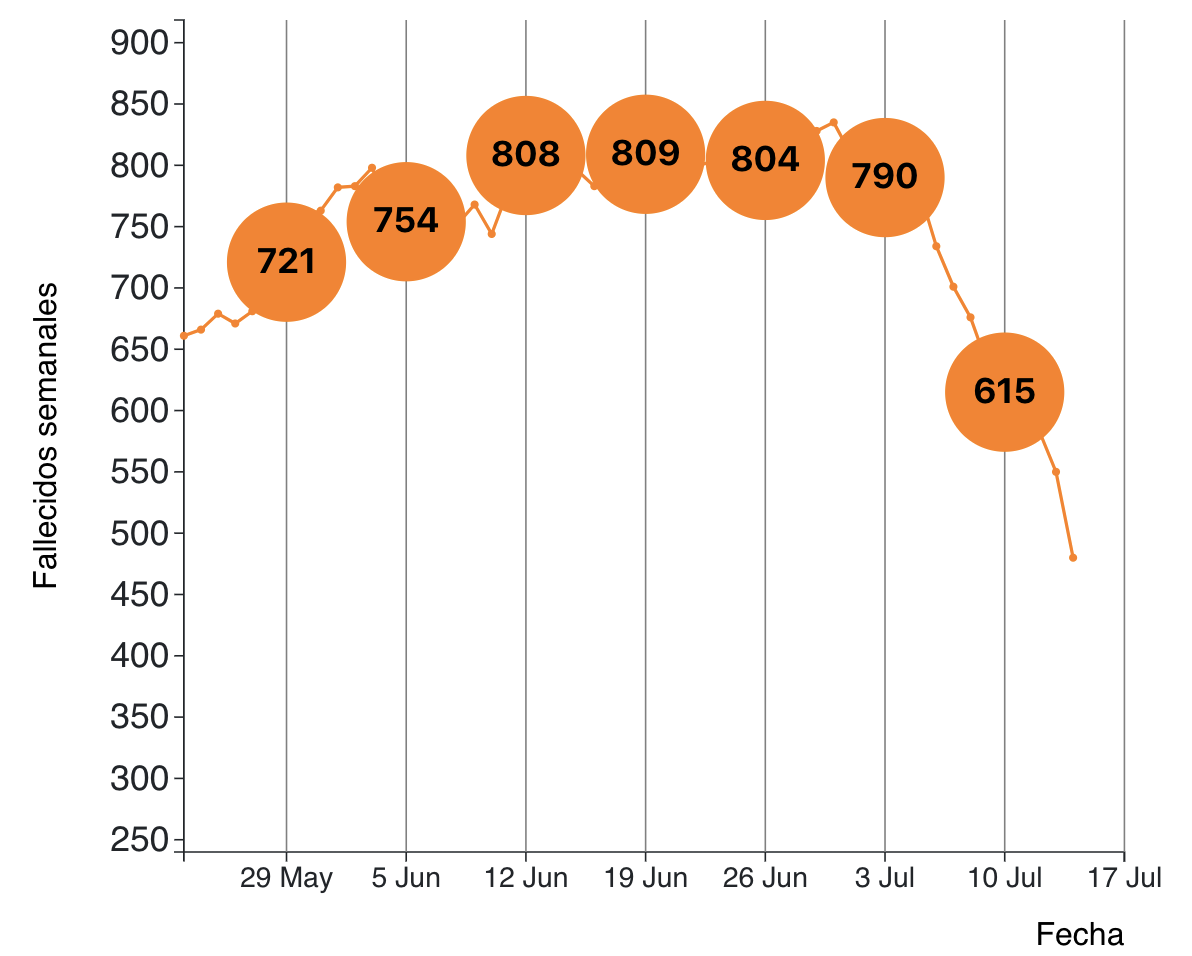 900
850
800
750
700
650
600
550
500
450
400
350
300
250
Fallecidos semanales
721
754
808
809
804
790
615
29 May
5 Jun
12 Jun
19 Jun
26 Jun
3 Jul
10 Jul
17 Jul
Fecha